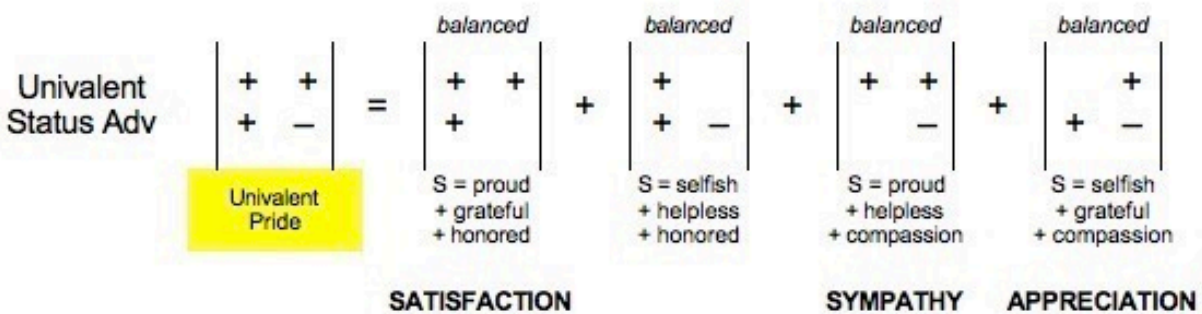 balanced balanced balanced balanced
Univalent
Status Adv
+ + = + + + + + + + + +
+ – + + – – + –
Univalent
Pride
S = proud S = selfish S = proud S = selfish
+ grateful + helpless + helpless + grateful
+ honored + honored + compassion + compassion
SATISFACTION SYMPATHY APPRECIATION